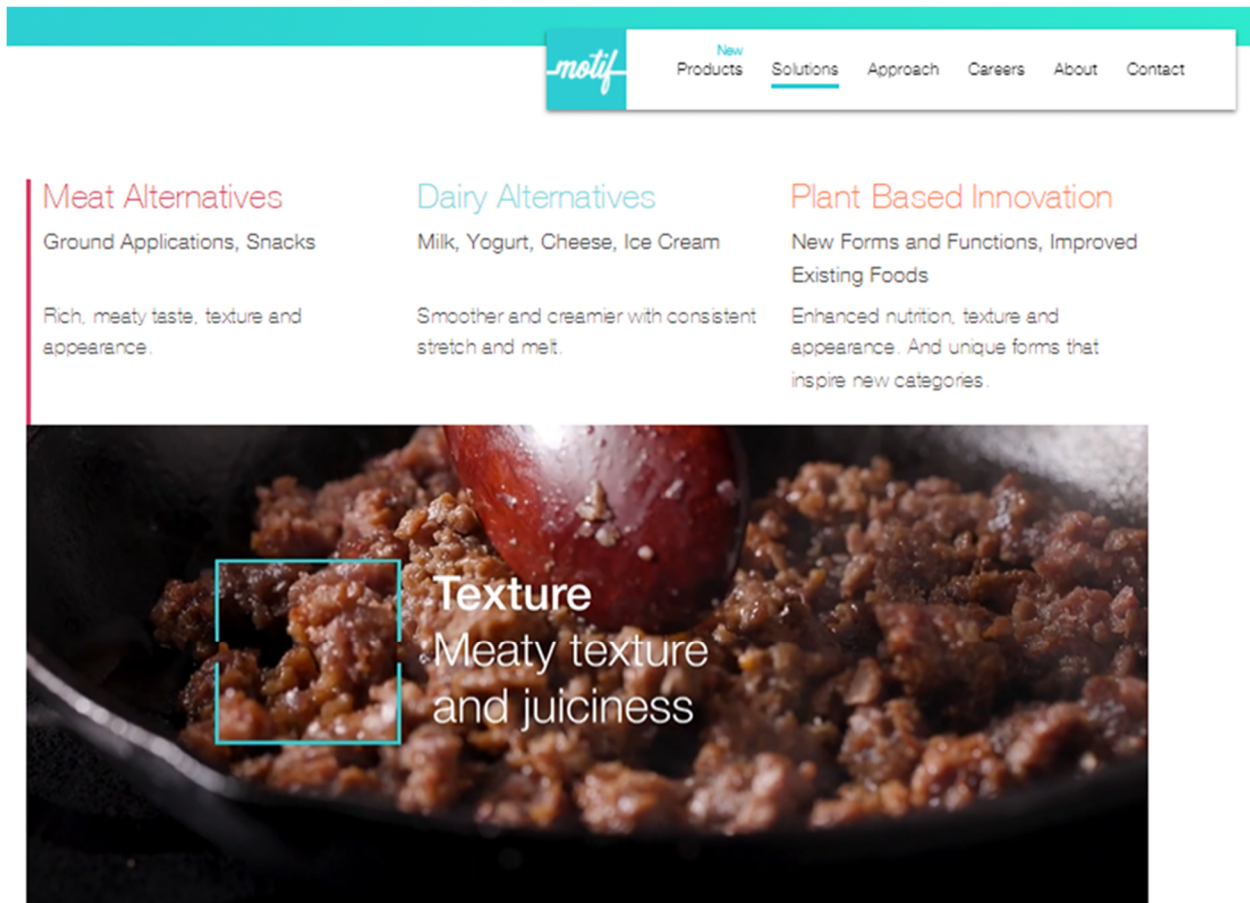 motif
New
Products Solutions Approach Careers About Contact
Meat Alternatives
Ground Applications, Snacks
Rich, meaty taste, texture and
appearance.
Dairy Alternatives
Milk, Yogurt, Cheese, Ice Cream
Smoother and creamier with consistent
stretch and melt.
Plant Based Innovation
New Forms and Functions, Improved
Existing Foods
Enhanced nutrition, texture and
appearance. And unique forms that
inspire new categories.
Texture
Meaty texture
and juiciness